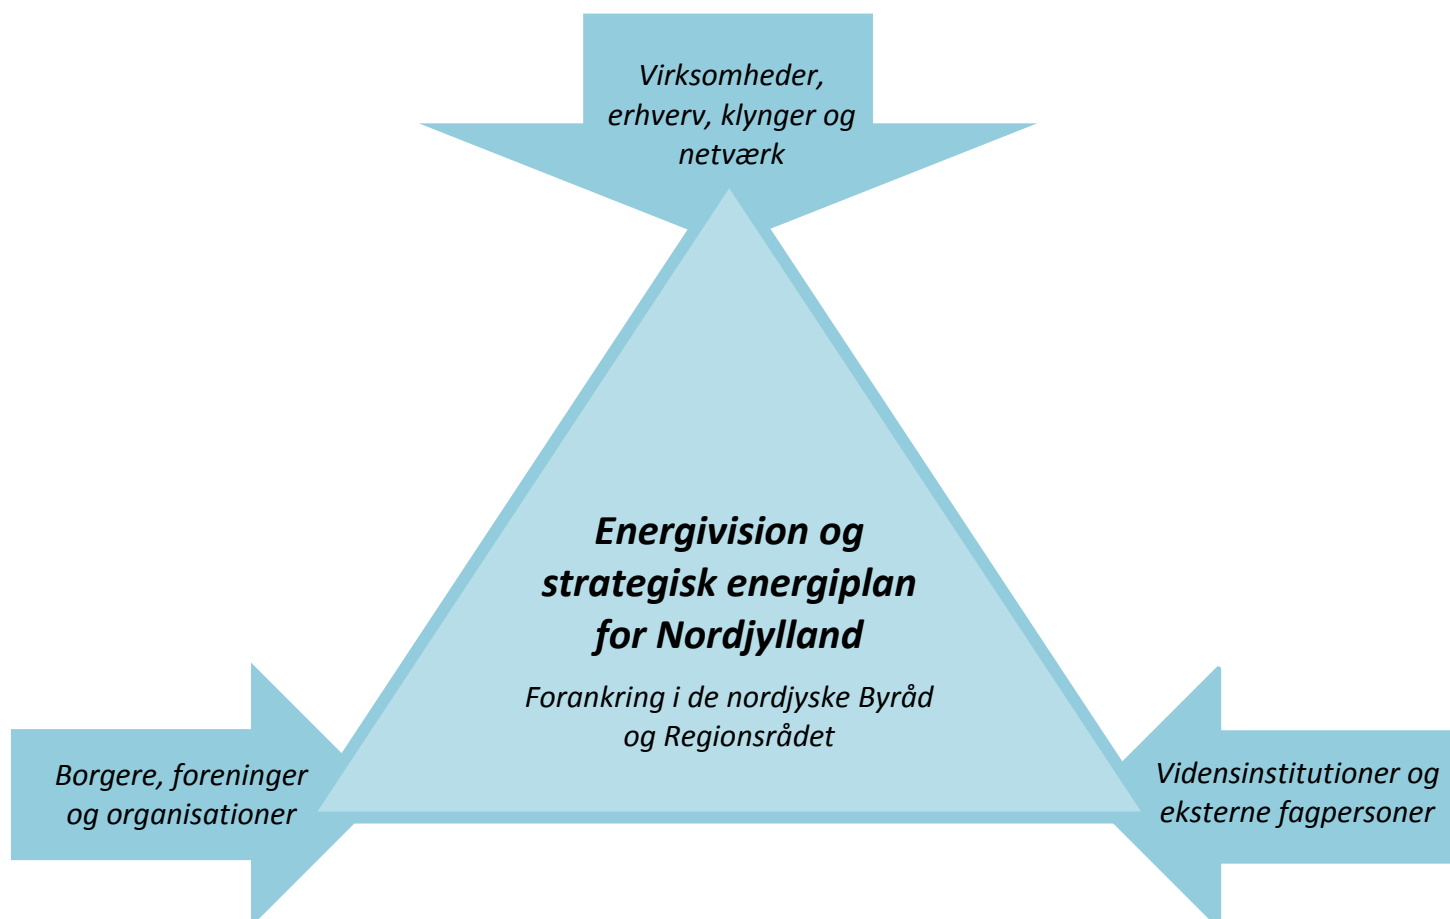 Virksomheder,
erhverv, klynger og
netværk
Energivision og
strategisk energiplan
for Nordjylland
Forankring i de nordjyske Byråd
og Regionsrådet
Borgere, foreninger
og organisationer
Vidensinstitutioner og
eksterne fagpersoner